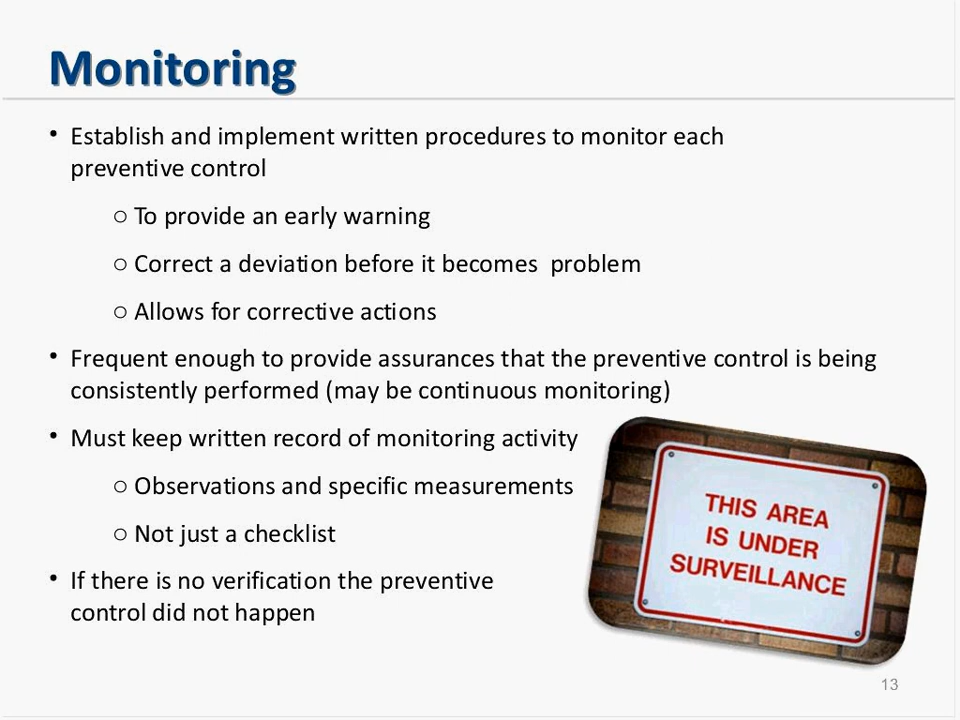 Monitoring
• Establish and implement written procedures to monitor each
preventive control
○ To provide an early warning
○ Correct a deviation before it becomes  problem
○ Allows for corrective actions
• Frequent enough to provide assurances that the preventive control is being
consistently performed (may be continuous monitoring)
• Must keep written record of monitoring activity
○ Observations and specific measurements
○ Not just a checklist
• If there is no verification the preventive
control did not happen
THIS AREA
IS UNDER
SURVEILLANCE
13